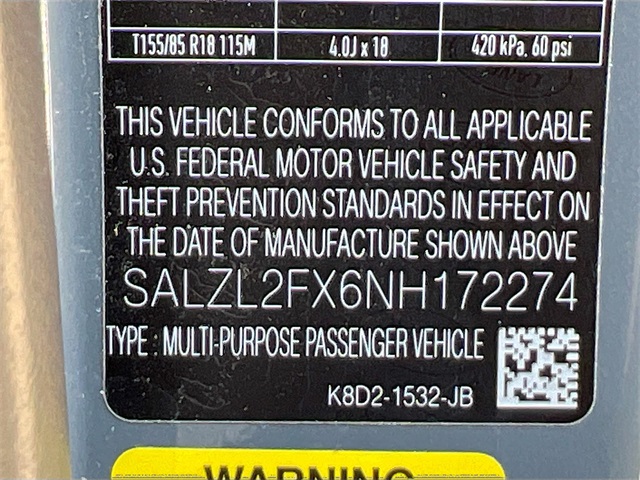 T155/85 R18 115M 4.0J x 18 420 kPa. 60 psi
THIS VEHICLE CONFORMS TO ALL APPLICABLE
U.S. FEDERAL MOTOR VEHICLE SAFETY AND
THEFT PREVENTION STANDARDS IN EFFECT ON
THE DATE OF MANUFACTURE SHOWN ABOVE
SALZL2FX6NH172274
TYPE : MULTI-PURPOSE PASSENGER VEHICLE
K8D2-1532-JB
WARNING